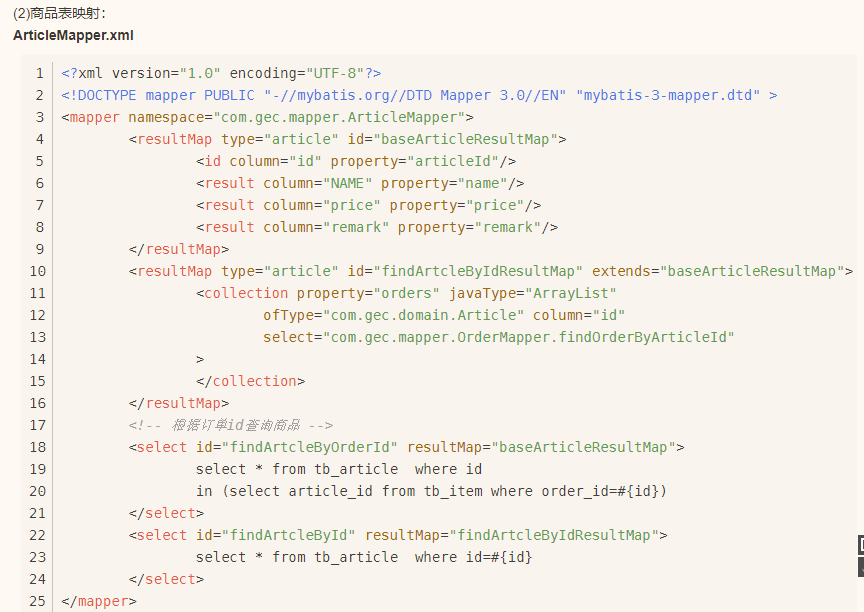 (2)商品表映射：
ArticleMapper.xml
1 <?xml version="1.0" encoding="UTF-8"?>
2 <!DOCTYPE mapper PUBLIC "-//mybatis.org//DTD Mapper 3.0//EN" "mybatis-3-mapper.dtd" >
3 <mapper namespace="com.gec.mapper.ArticleMapper">
4 <resultMap type="article" id="baseArticleResultMap">
5 <id column="id" property="articleId"/>
6 <result column="NAME" property="name"/>
7 <result column="price" property="price"/>
8 <result column="remark" property="remark"/>
9 </resultMap>
10 <resultMap type="article" id="findArtcleByIdResultMap" extends="baseArticleResultMap">
11 <collection property="orders" javaType="ArrayList"
12 ofType="com.gec.domain.Article" column="id"
13 select="com.gec.mapper.OrderMapper.findOrderByArticleId"
14 >
15 </collection>
16 </resultMap>
17 <!-- 根据订单id查询商品 -->
18 <select id="findArtcleByOrderId" resultMap="baseArticleResultMap">
19 select * from tb_article  where id
20 in (select article_id from tb_item where order_id=#{id})
21 </select>
22 <select id="findArtcleById" resultMap="findArtcleByIdResultMap">
23 select * from tb_article  where id=#{id}
24 </select>
25 </mapper>